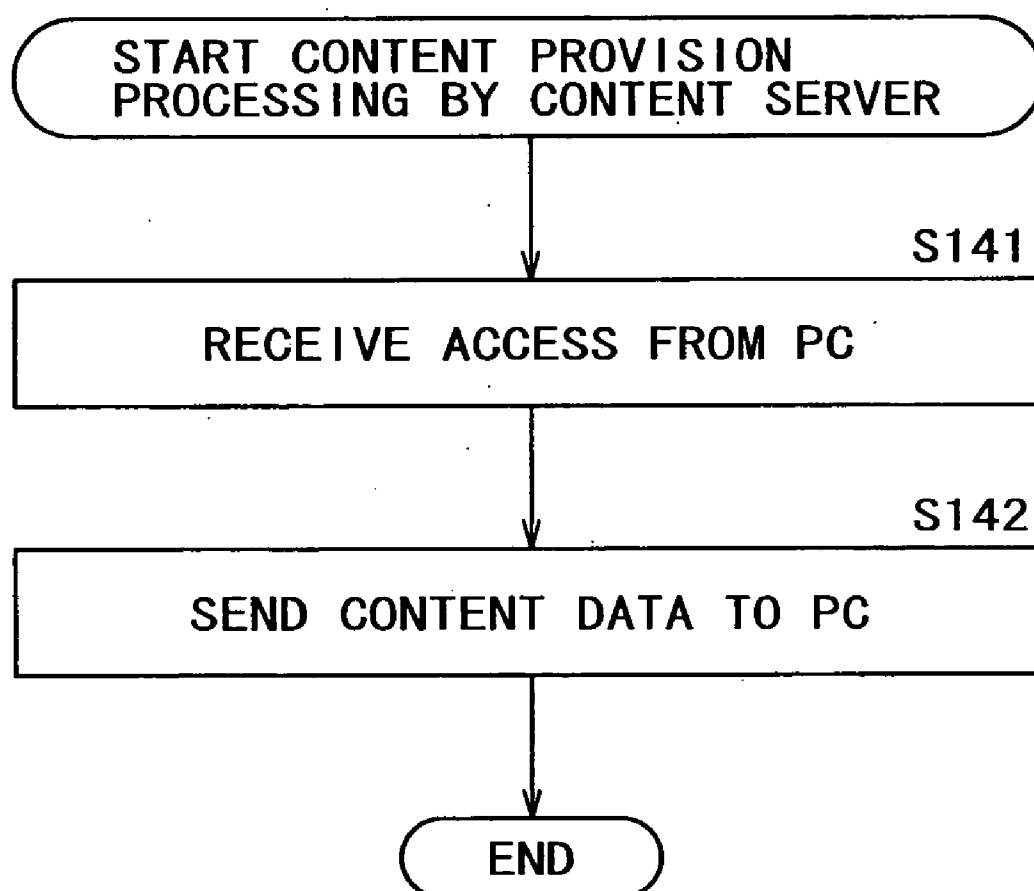 START CONTENT PROVISION
PROCESSING BY CONTENT SERVER
S141
RECEIVE ACCESS FROM PC
S142
SEND CONTENT DATA TO PC
END